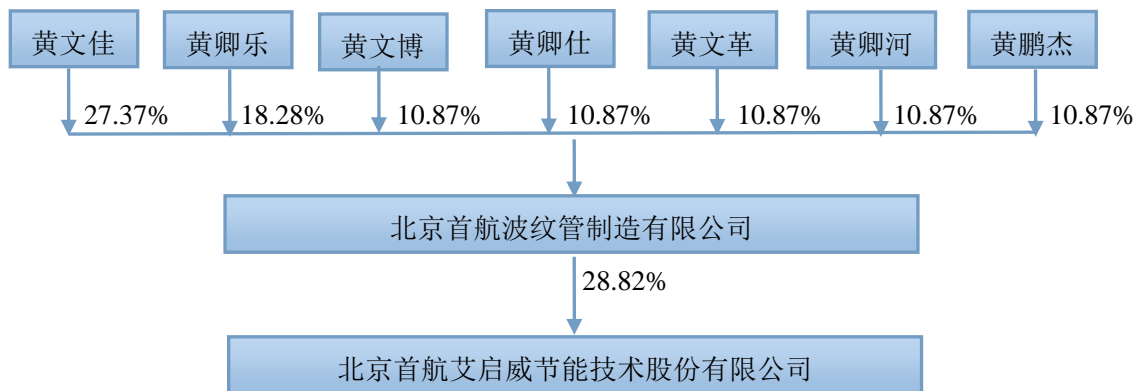 黄文佳 黄卿乐 黄文博 黄卿仕 黄文革 黄卿河 黄鹏杰
27.37% 18.28% 10.87% 10.87% 10.87% 10.87% 10.87%
北京首航波纹管制造有限公司
28.82%
北京首航艾启威节能技术股份有限公司